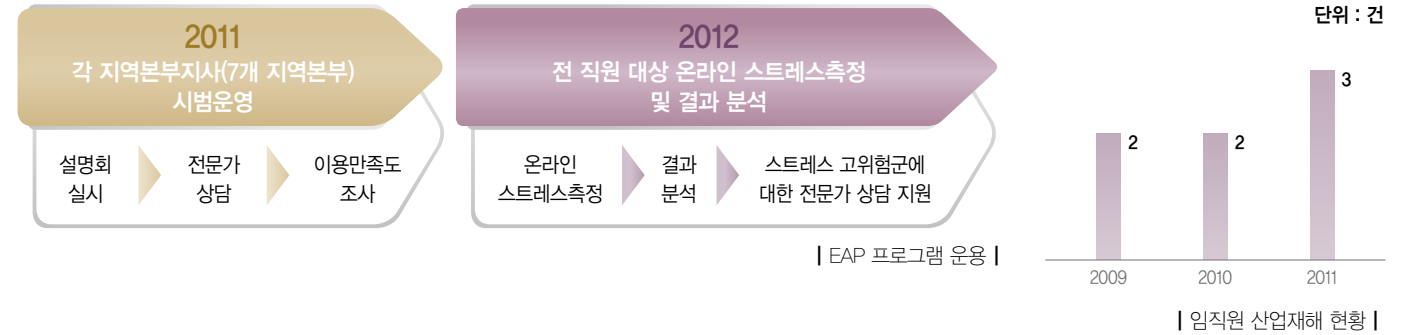 2011
각 지역본부지사(7개 지역본부)
시범운영
설명회
실시
전문가
상담
이용만족도
조사
2012
전 직원 대상 온라인 스트레스측정
및 결과 분석
온라인
스트레스측정
결과
분석
스트레스 고위험군에
대한 전문가 상담 지원
| EAP 프로그램 운용 |
단위 : 건
2
2
3
2009
2010
2011
| 임직원 산업재해 현황 |